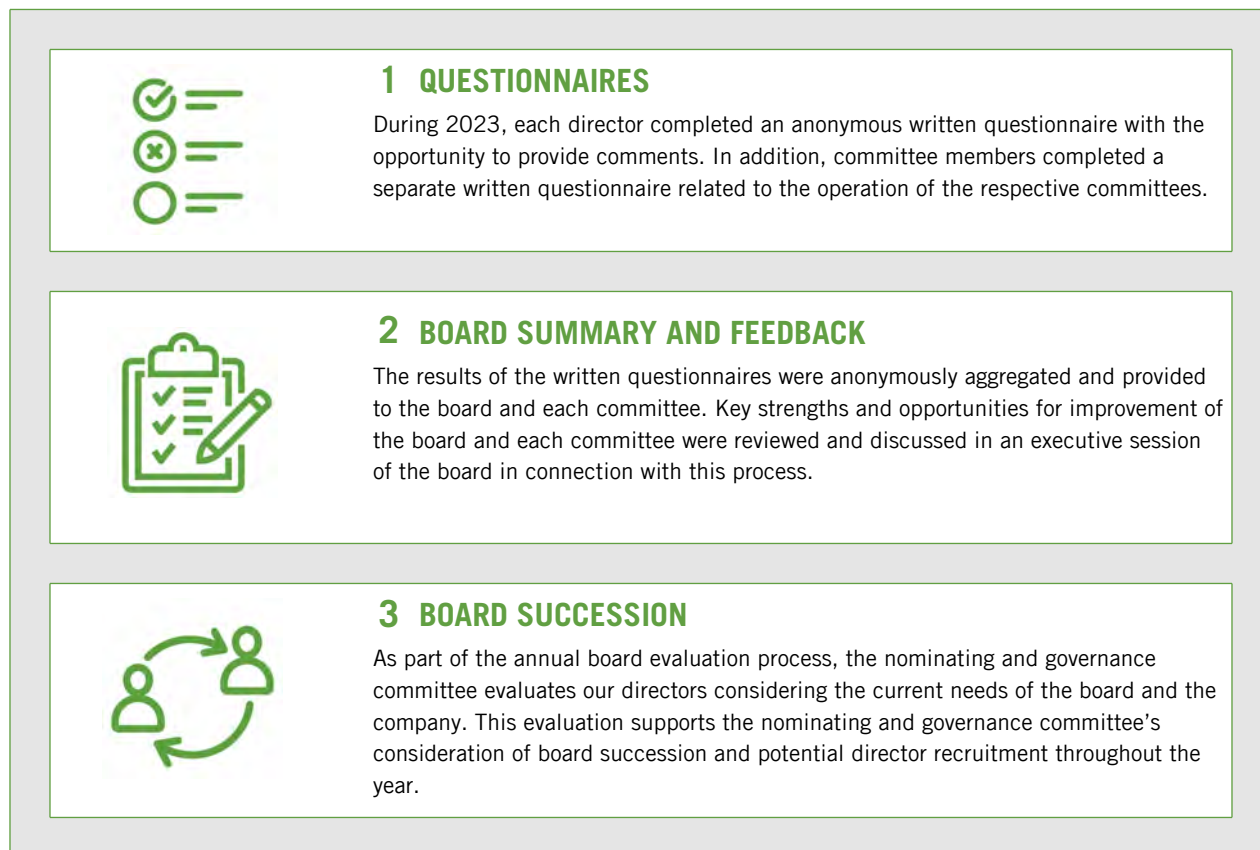 1 QUESTIONNAIRES
During 2023, each director completed an anonymous written questionnaire with the
opportunity to provide comments. In addition, committee members completed a
separate written questionnaire related to the operation of the respective committees.
2 BOARD SUMMARY AND FEEDBACK
The results of the written questionnaires were anonymously aggregated and provided
to the board and each committee. Key strengths and opportunities for improvement of
the board and each committee were reviewed and discussed in an executive session
of the board in connection with this process.
3 BOARD SUCCESSION
As part of the annual board evaluation process, the nominating and governance
committee evaluates our directors considering the current needs of the board and the
company. This evaluation supports the nominating and governance committee’s
consideration of board succession and potential director recruitment throughout the
year.